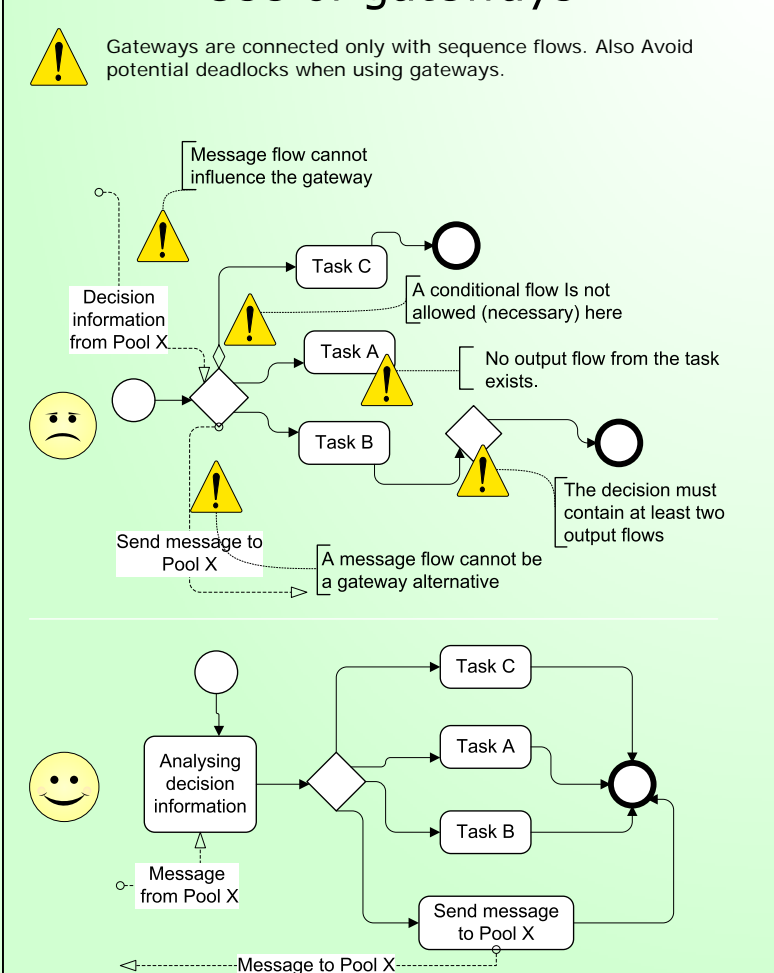 Use of gateways
Gateways are connected only with sequence flows. Also Avoid
potential deadlocks when using gateways.
Message flow cannot
influence the gateway
Task C
Decision
information
from Pool X
A conditional flow Is not
allowed (necessary) here
Task A
No output flow from the task
exists.
Task B
The decision must
contain at least two
output flows
Send message to
Pool X
A message flow cannot be
a gateway alternative
Task C
Analysing
decision
information
Task A
Task B
Message
from Pool X
Send message
to Pool X
Message to Pool X